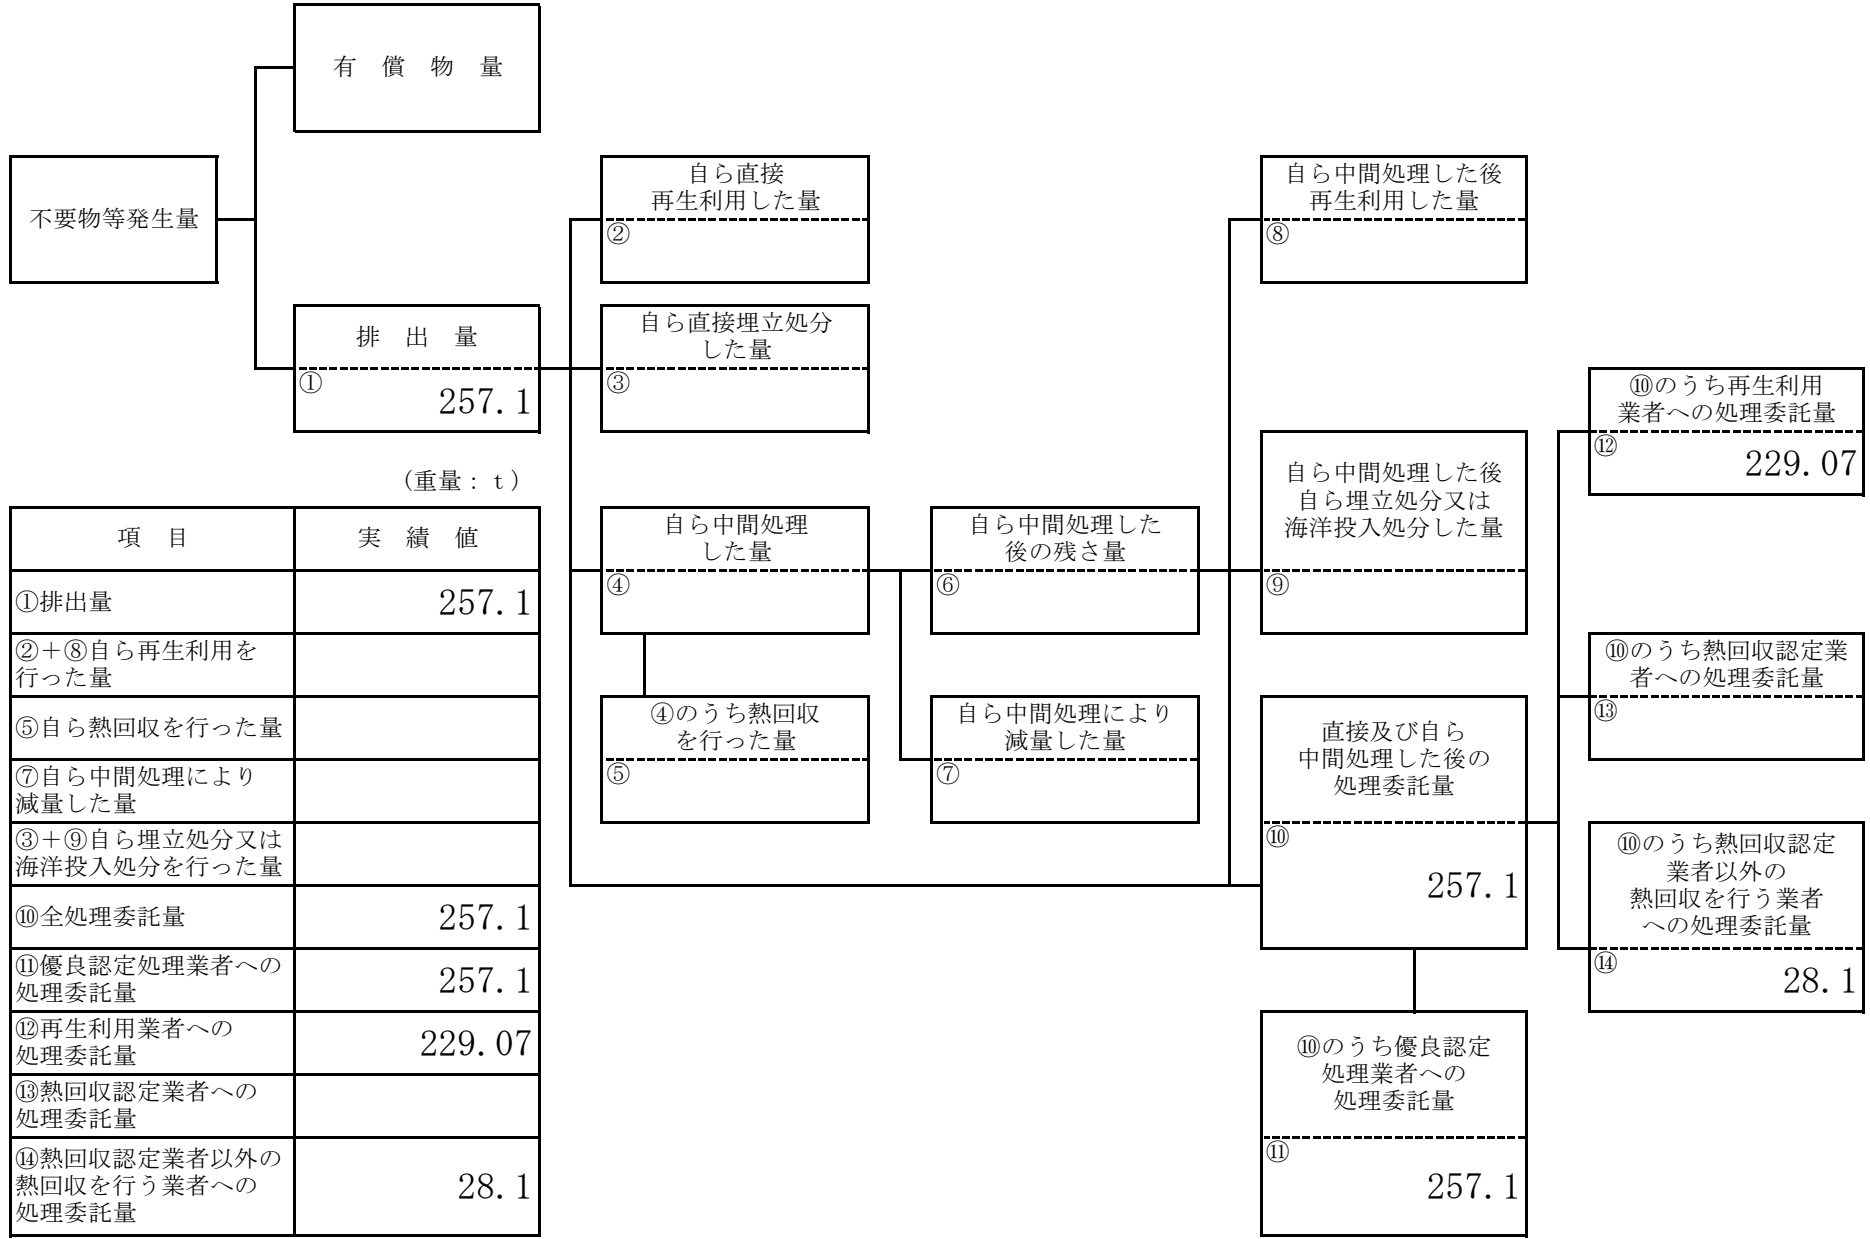 有 償 物 量
不要物等発生量
排 出 量
①
257.1
自ら直接
再生利用した量
②
自ら直接埋立処分
した量
③
自ら中間処理
した量
④
④のうち熱回収
を行った量
⑤
自ら中間処理した
後の残さ量
⑥
自ら中間処理により
減量した量
⑦
自ら中間処理した後
再生利用した量
⑧
自ら中間処理した後
自ら埋立処分又は
海洋投入処分した量
⑨
直接及び自ら
中間処理した後の
処理委託量
⑩
257.1
⑩のうち優良認定
処理業者への
処理委託量
⑪
257.1
⑩のうち再生利用
業者への処理委託量
⑫
229.07
⑩のうち熱回収認定業
者への処理委託量
⑬
⑩のうち熱回収認定
業者以外の
熱回収を行う業者
への処理委託量
⑭
28.1
(重量:t)
項 目 実 績 値
①排出量 257.1
②+⑧自ら再生利用を
行った量
⑤自ら熱回収を行った量
⑦自ら中間処理により
減量した量
③+⑨自ら埋立処分又は
海洋投入処分を行った量
⑩全処理委託量 257.1
⑪優良認定処理業者への
処理委託量 257.1
⑫再生利用業者への
処理委託量 229.07
⑬熱回収認定業者への
処理委託量
⑭熱回収認定業者以外の
熱回収を行う業者への
処理委託量 28.1